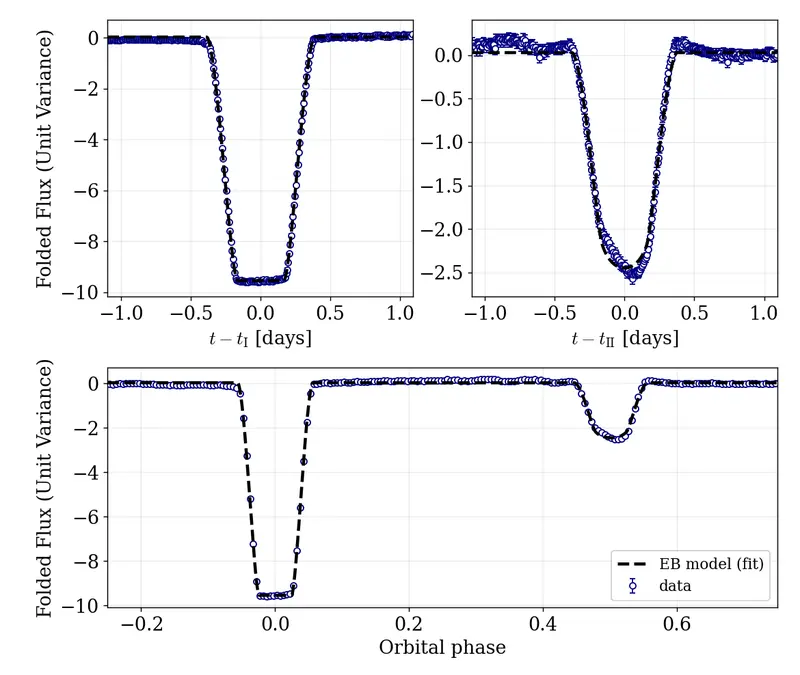 Folded Flux (Unit Variance)
0
−2
−4
−6
−8
−10
−1.0 −0.5 0.0 0.5 1.0
t − t_I [days]
0.0
−0.5
−1.0
−1.5
−2.0
−2.5
−1.0 −0.5 0.0 0.5 1.0
t − t_II [days]
Folded Flux (Unit Variance)
0
−2
−4
−6
−8
−10
−0.2 0.0 0.2 0.4 0.6
Orbital phase
EB model (fit)
data